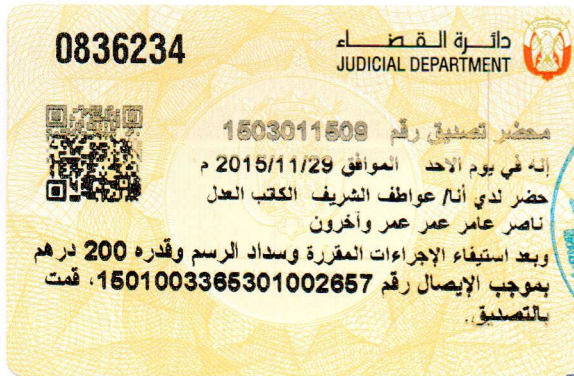 0836234
دائرة القضاء
JUDICIAL DEPARTMENT
محضر تصديق رقم 1503011509
إنه في يوم الاحد الموافق 2015/11/29 م
حضر لدي أنا/ عواطف الشريف الكاتب العدل
ناصر عامر عمر عمر وآخرون
وبعد استيفاء الإجراءات المقررة وسداد الرسم وقدره 200 درهم
بموجب الإيصال رقم 1501003365301002657، قمت
بالتصديق.